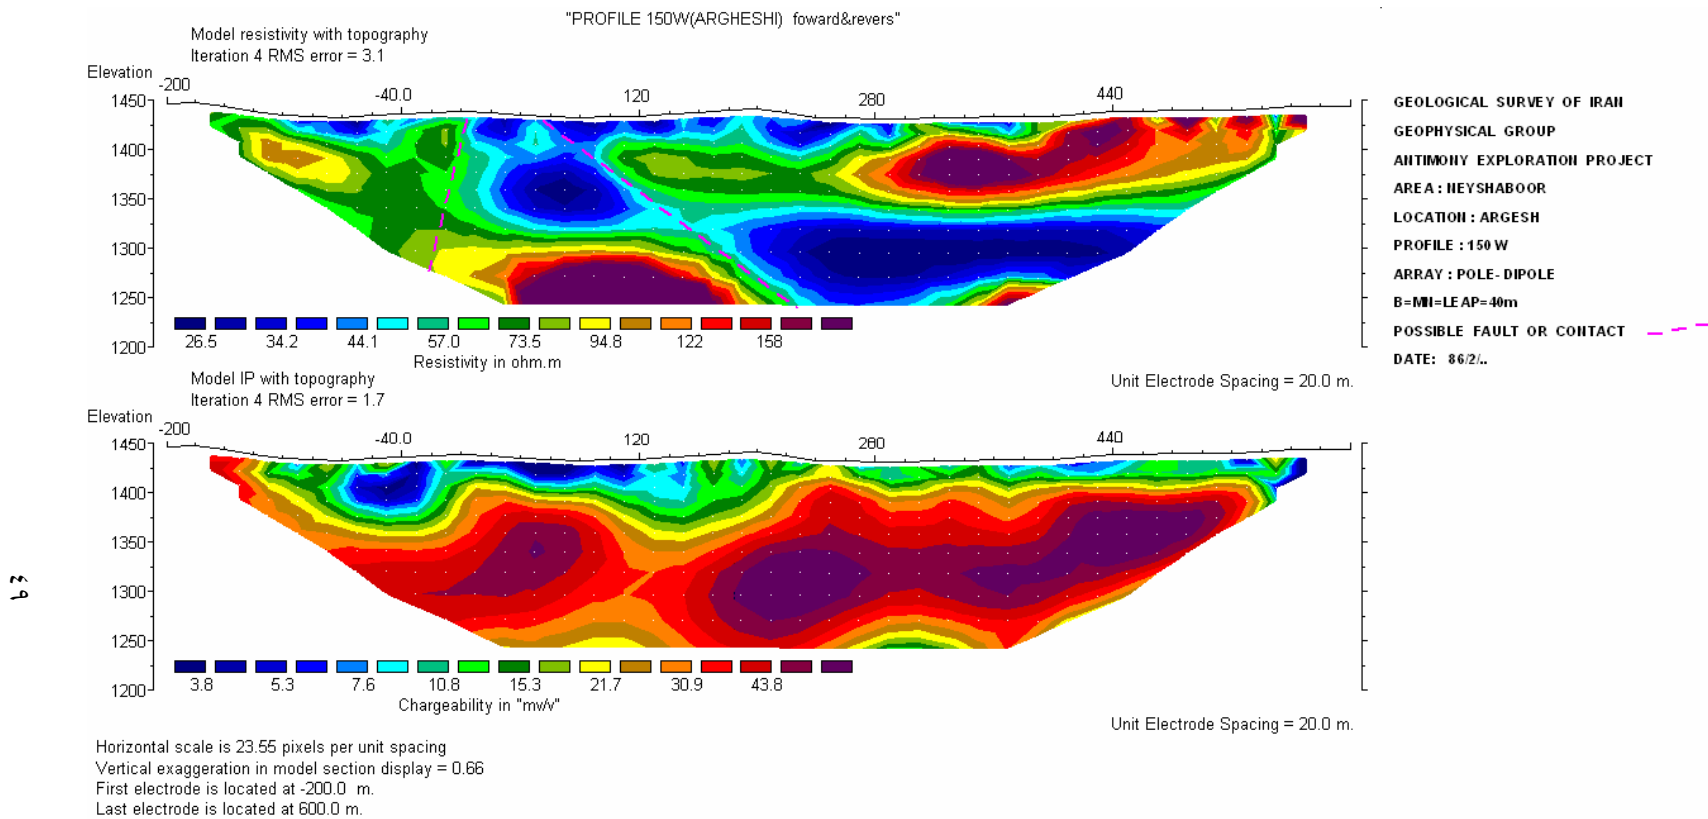 "PROFILE 150W(ARGHESHI) foward&revers"
Model resistivity with topography
Iteration 4 RMS error = 3.1
Elevation
-200 -40.0 120 280 440
1450
1400
1350
1300
1250
1200
26.5 34.2 44.1 57.0 73.5 94.8 122 158
Resistivity in ohm.m
Unit Electrode Spacing = 20.0 m.
GEOLOGICAL SURVEY OF IRAN
GEOPHYSICAL GROUP
ANTIMONY EXPLORATION PROJECT
AREA : NEYSHABOOR
LOCATION : ARGESH
PROFILE : 150 W
ARRAY : POLE- DIPOLE
B=MN=LEAP=40m
POSSIBLE FAULT OR CONTACT
DATE: 86/2/..
Model IP with topography
Iteration 4 RMS error = 1.7
Elevation
-200 -40.0 120 280 440
1450
1400
1350
1300
1250
1200
3.8 5.3 7.6 10.8 15.3 21.7 30.9 43.8
Chargeability in "mv/v"
Unit Electrode Spacing = 20.0 m.
Horizontal scale is 23.55 pixels per unit spacing
Vertical exaggeration in model section display = 0.66
First electrode is located at -200.0 m.
Last electrode is located at 600.0 m.